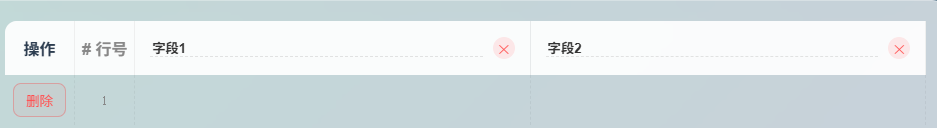 操作 # 行号 字段1 × 字段2 ×
删除 1